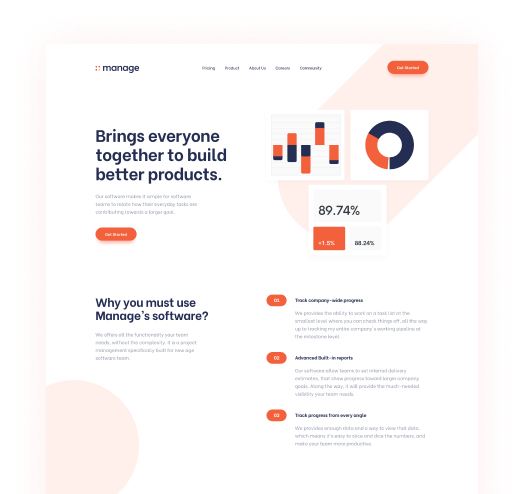 manage
Pricing Product About Us Careers Community
Get Started
Brings everyone
together to build
better products.
Our software makes it simple for software
teams to relate how their everyday tasks are
contributing towards a larger goal.
Get Started
89.74%
+1.5%
88.24%
Why you must use
Manage's software?
We offers all the functionality your team
needs, without the complexity. It is a project
management specifically built for new age
software team.
01
Track company-wide progress
We provides the ability to work on a task list at the
smallest level where you can check things off, all the way
up to tracking my entire company's working pipeline at
the milestone level.
02
Advanced Built-in reports
Our software allow teams to set internal delivery
estimates, that show progress toward larger company
goals. Along the way, it will provide the much-needed
visibility your team needs.
03
Track progress from every angle
We provides enough data and a way to view that data,
which means it's easy to slice and dice the numbers, and
make your team more productive.